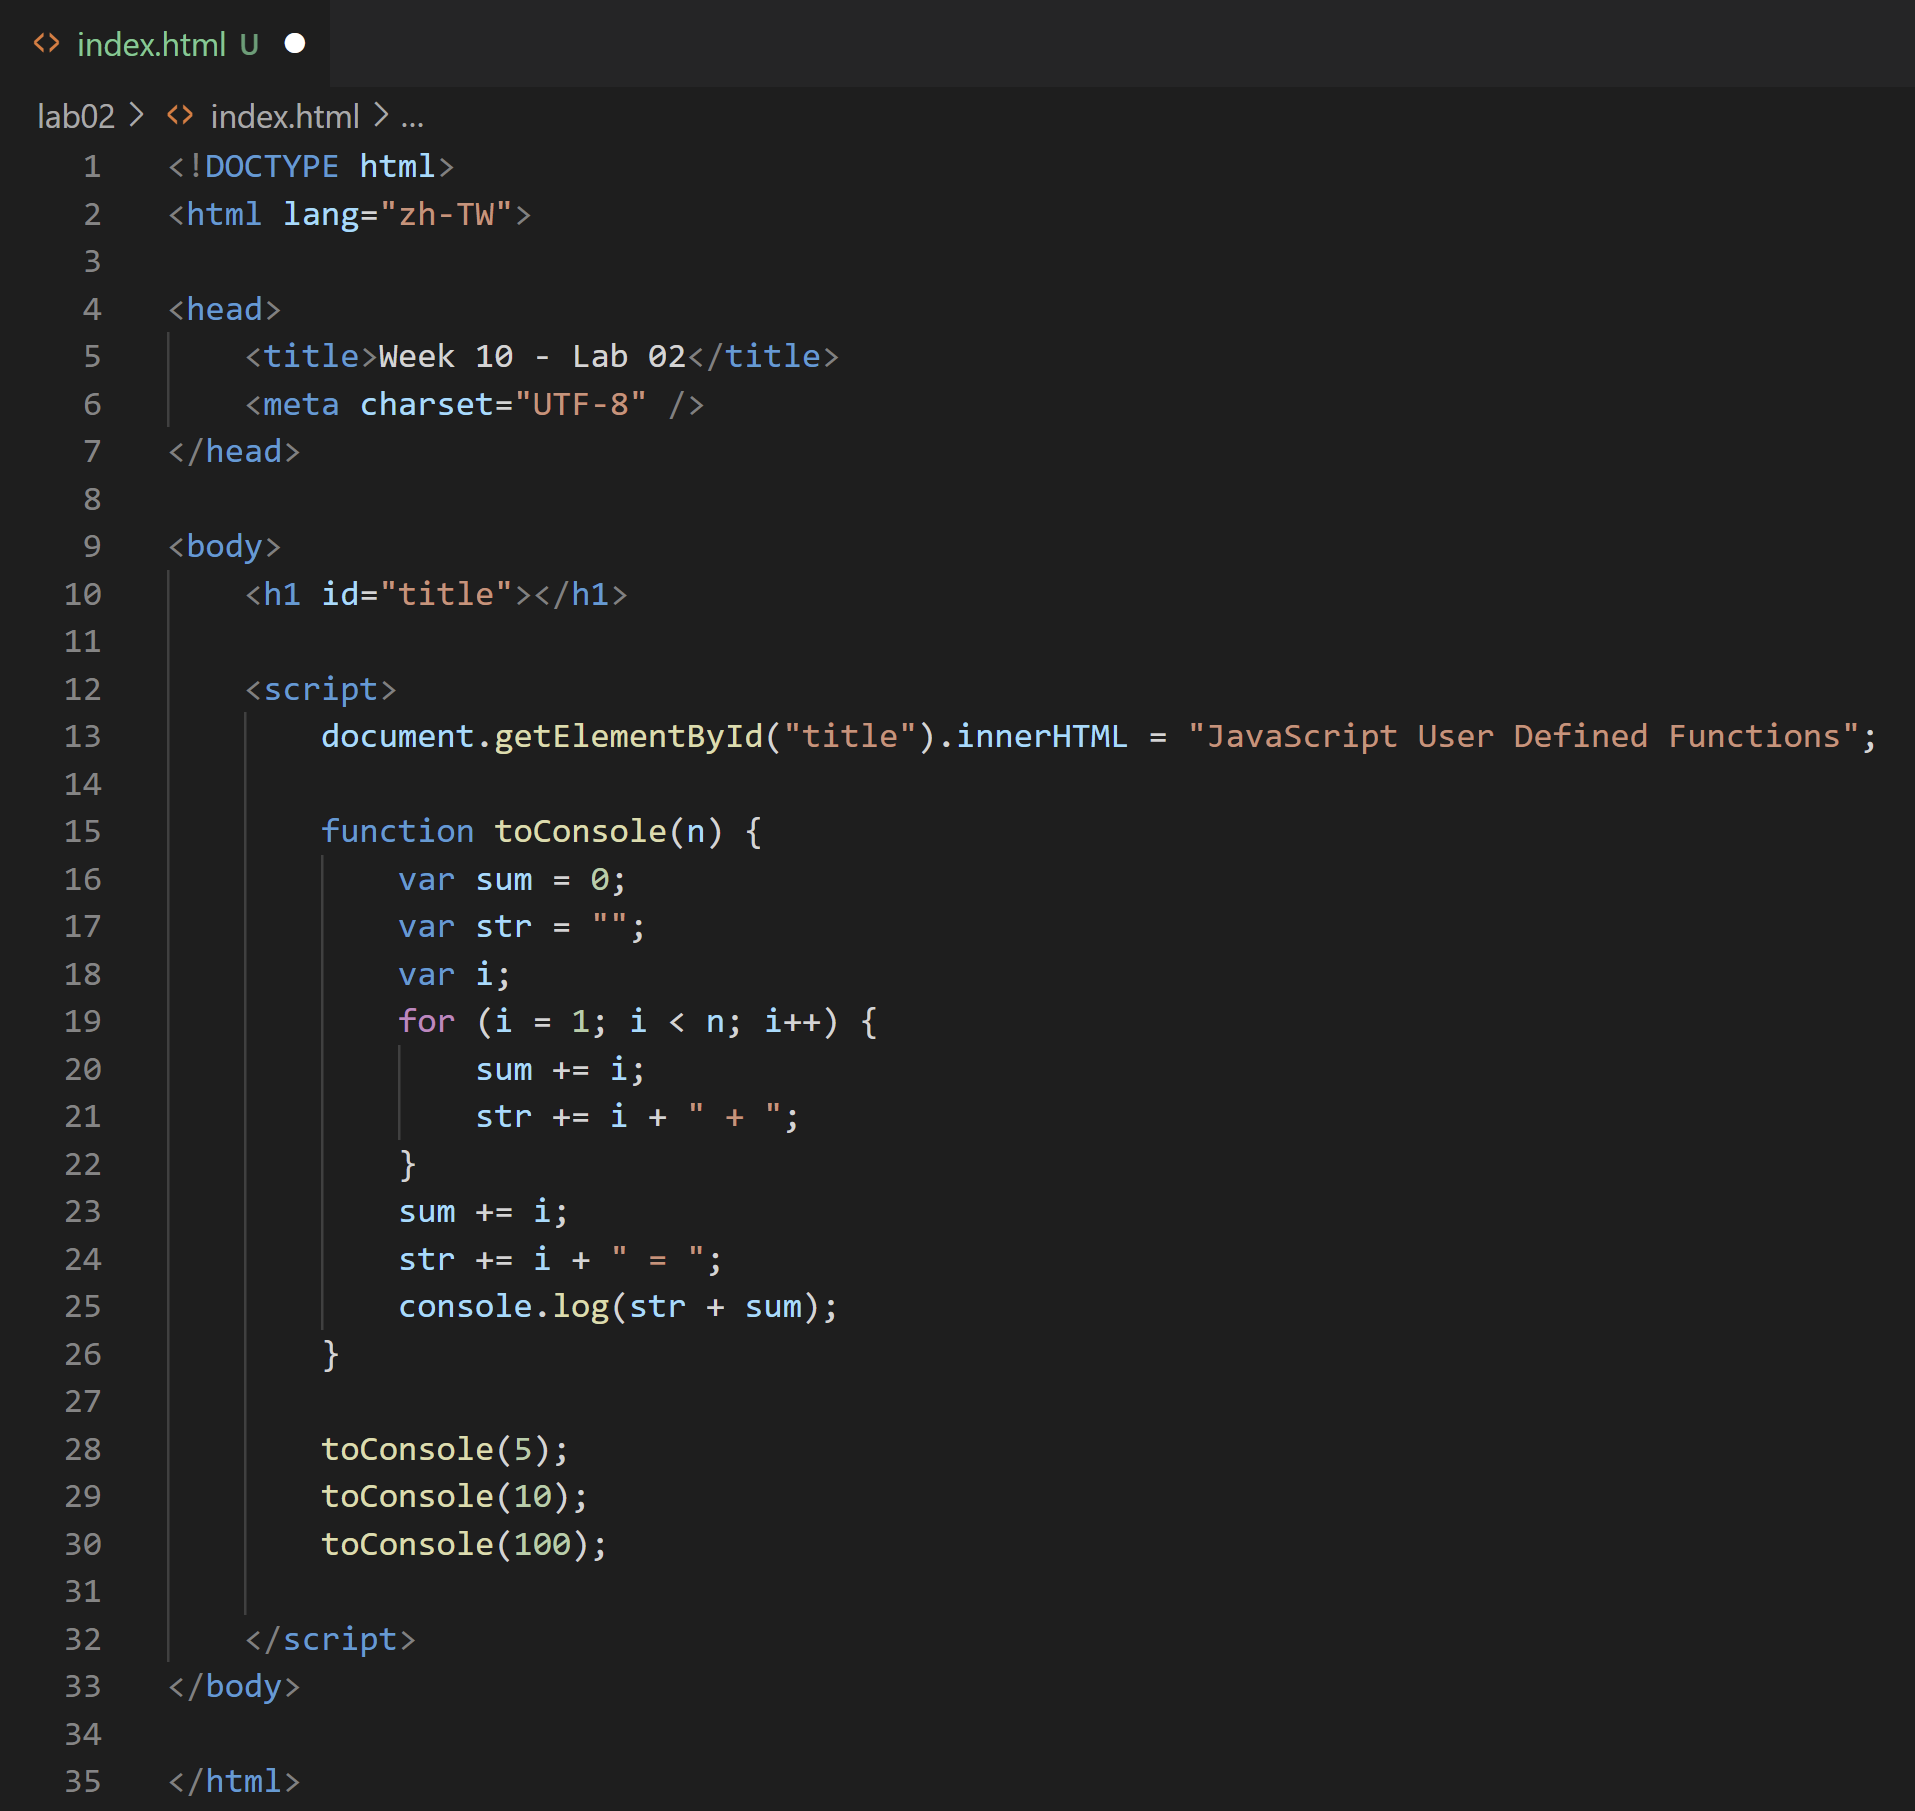 <> index.html U ●
lab02 > <> index.html > ...
1 <!DOCTYPE html>
2 <html lang="zh-TW">
3
4 <head>
5     <title>Week 10 - Lab 02</title>
6     <meta charset="UTF-8" />
7 </head>
8
9 <body>
10     <h1 id="title"></h1>
11
12     <script>
13         document.getElementById("title").innerHTML = "JavaScript User Defined Functions";
14
15         function toConsole(n) {
16             var sum = 0;
17             var str = "";
18             var i;
19             for (i = 1; i < n; i++) {
20                 sum += i;
21                 str += i + " + ";
22             }
23             sum += i;
24             str += i + " = ";
25             console.log(str + sum);
26         }
27
28         toConsole(5);
29         toConsole(10);
30         toConsole(100);
31
32     </script>
33 </body>
34
35 </html>